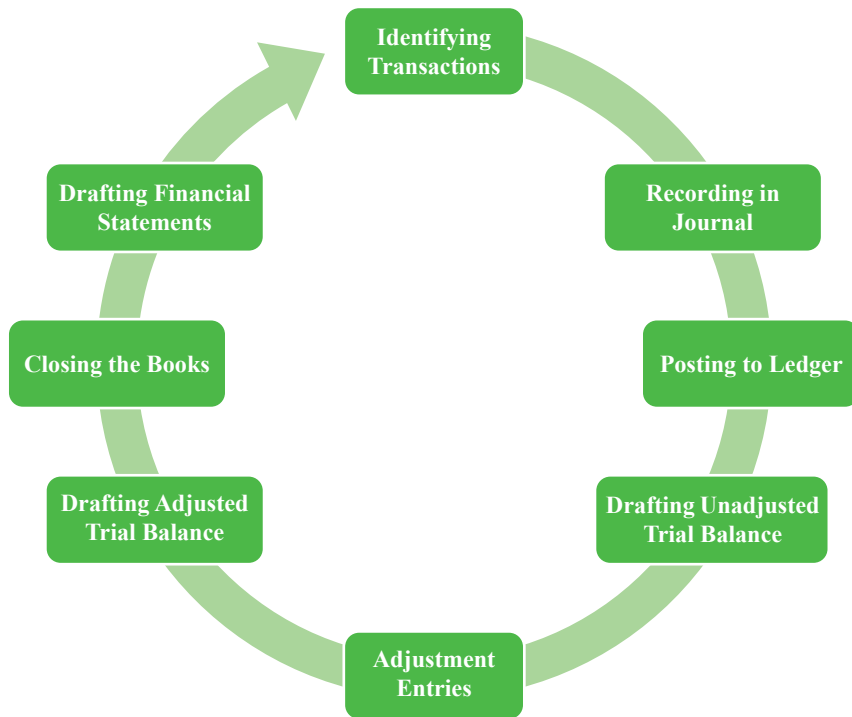 Identifying
Transactions
Recording in
Journal
Posting to Ledger
Drafting Unadjusted
Trial Balance
Adjustment
Entries
Drafting Adjusted
Trial Balance
Closing the Books
Drafting Financial
Statements